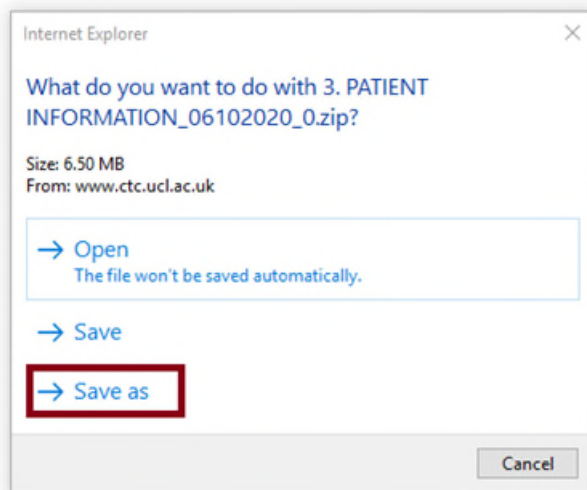 Internet Explorer
What do you want to do with 3. PATIENT
INFORMATION_06102020_0.zip?
Size: 6.50 MB
From: www.ctc.ucl.ac.uk
→ Open
The file won't be saved automatically.
→ Save
→ Save as
Cancel